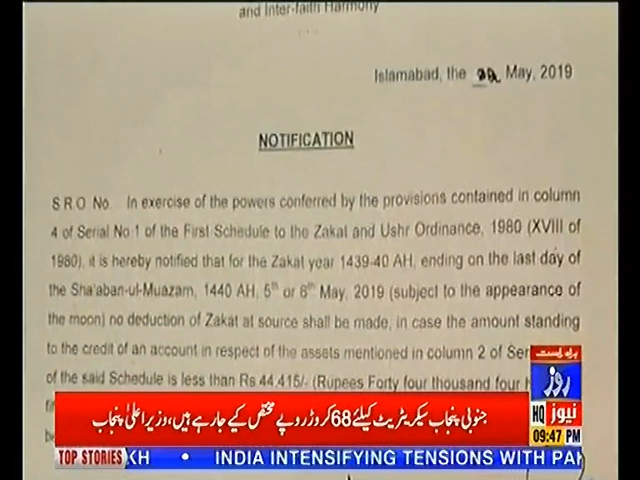 and Inter-faith Harmony
Islamabad, the 22 May, 2019
NOTIFICATION
S R O No. In exercise of the powers conferred by the provisions contained in column
4 of Serial No 1 of the First Schedule to the Zakat and Ushr Ordinance, 1980 (XVIII of
1980), it is hereby notified that for the Zakat year 1439-40 AH, ending on the last day of
the Sha'aban-ul-Muazam, 1440 AH, 5th or 6th May, 2019 (subject to the appearance of
the moon) no deduction of Zakat at source shall be made, in case the amount standing
to the credit of an account in respect of the assets mentioned in column 2 of Ser
of the said Schedule is less than Rs 44,415/- (Rupees Forty four thousand four
براہ راست
روز
نیوز
HQ
09:47 PM
جنوبی پنجاب سیکریٹریٹ کیلئے 68 کروڑ روپے مختص کیے جا رہے ہیں، وزیراعلیٰ پنجاب
TOP STORIES KH • INDIA INTENSIFYING TENSIONS WITH PAK